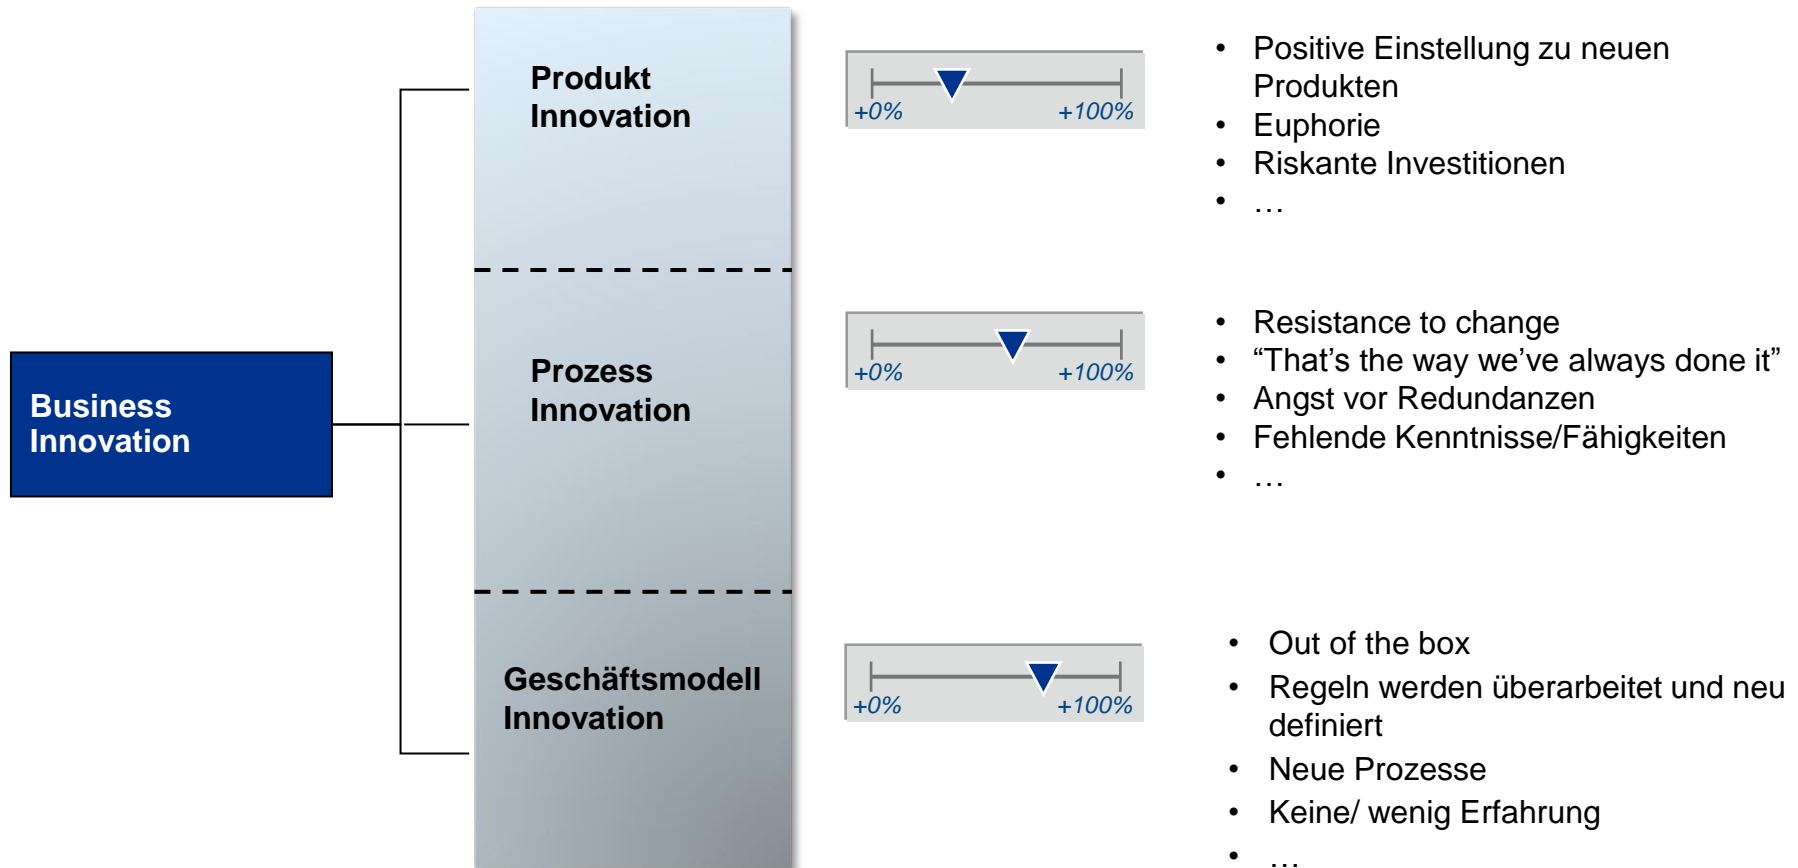 Business
Innovation
Produkt
Innovation
+0% +100%
• Positive Einstellung zu neuen
Produkten
• Euphorie
• Riskante Investitionen
• …
Prozess
Innovation
+0% +100%
• Resistance to change
• “That’s the way we’ve always done it”
• Angst vor Redundanzen
• Fehlende Kenntnisse/Fähigkeiten
• …
Geschäftsmodell
Innovation
+0% +100%
• Out of the box
• Regeln werden überarbeitet und neu
definiert
• Neue Prozesse
• Keine/ wenig Erfahrung
• …